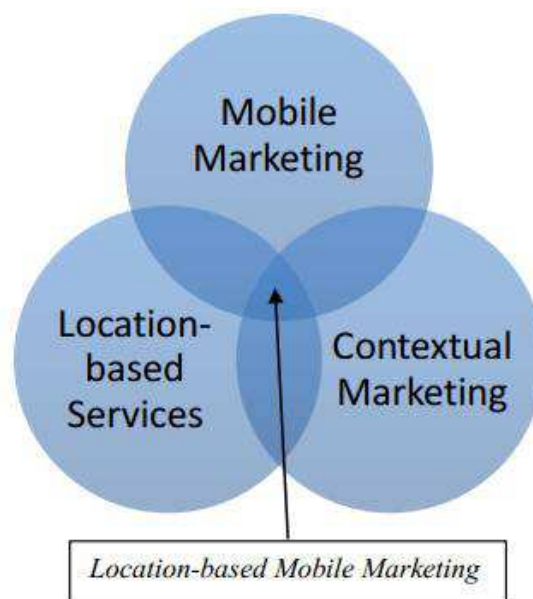 Mobile
Marketing
Location-
based
Services
Contextual
Marketing
Location-based Mobile Marketing